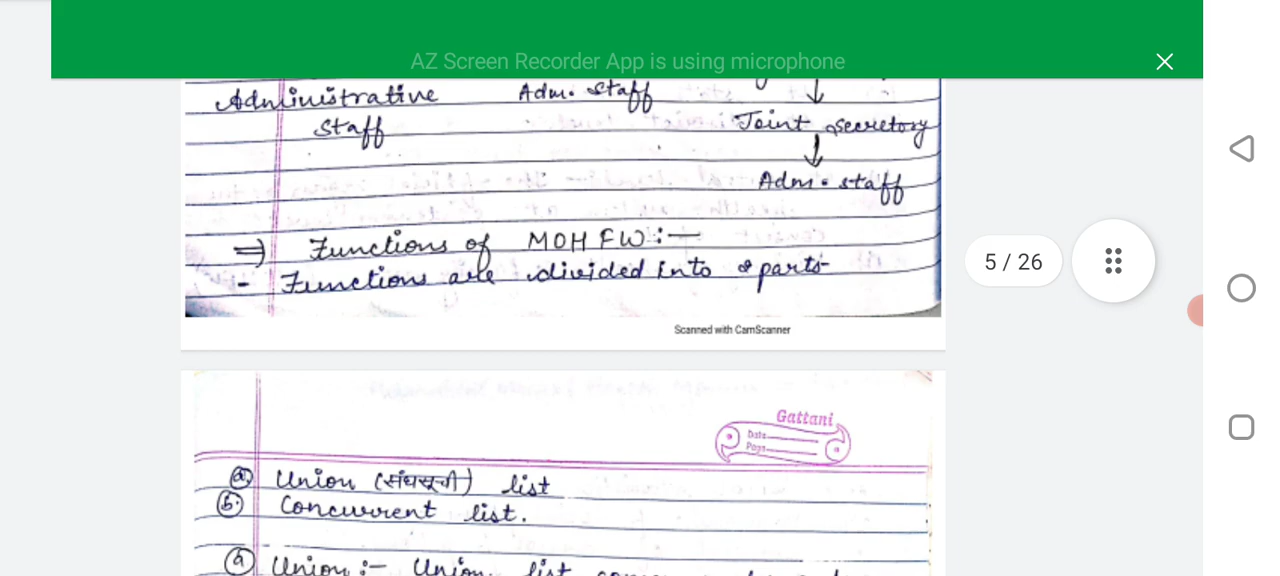 AZ Screen Recorder App is using microphone
Administrative Adm. staff
↓
staff Joint secretory
↓
Adm. staff
⇒ Functions of MOHFW:—
- Functions are divided into 2 parts-
5 / 26
Scanned with CamScanner
Gattani
Date
Page
(a) Union (संघसूची) list
(b) Concurrent list.
(a) Union :- Union list